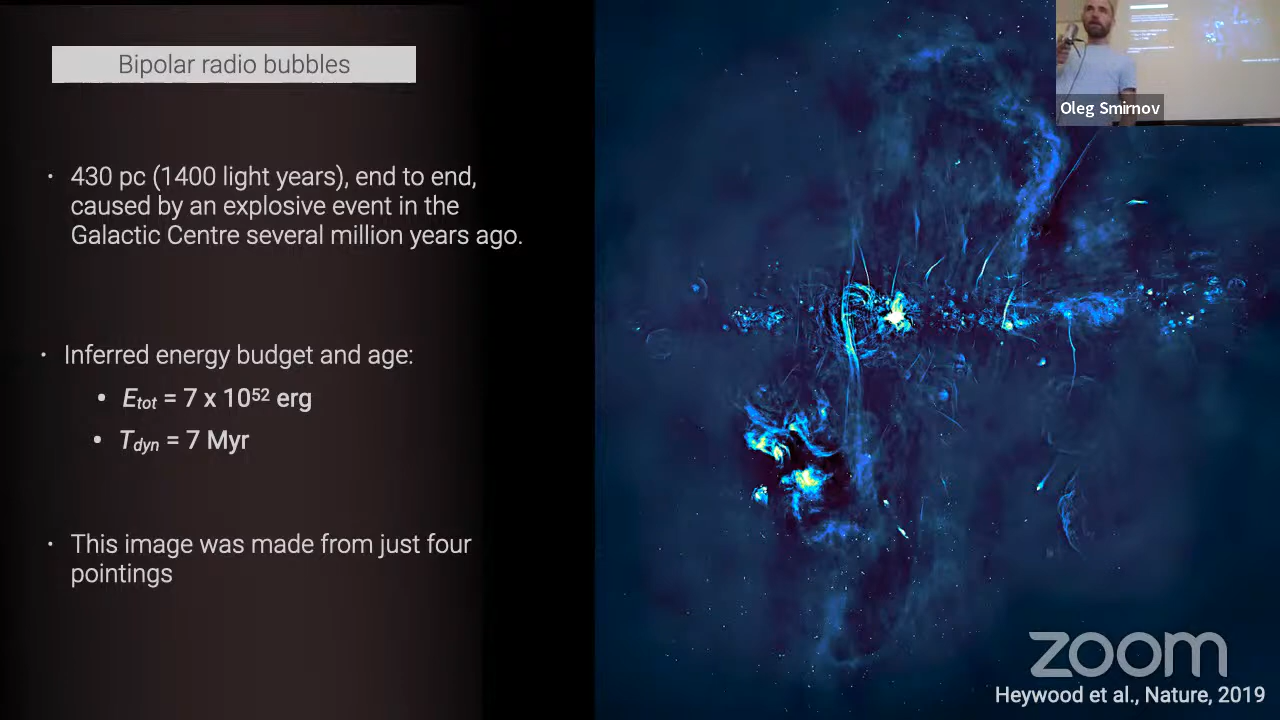 Bipolar radio bubbles
• 430 pc (1400 light years), end to end,
caused by an explosive event in the
Galactic Centre several million years ago.
• Inferred energy budget and age:
• Etot = 7 x 10⁵² erg
• Tdyn = 7 Myr
• This image was made from just four
pointings
Oleg Smirnov
zoom
Heywood et al., Nature, 2019